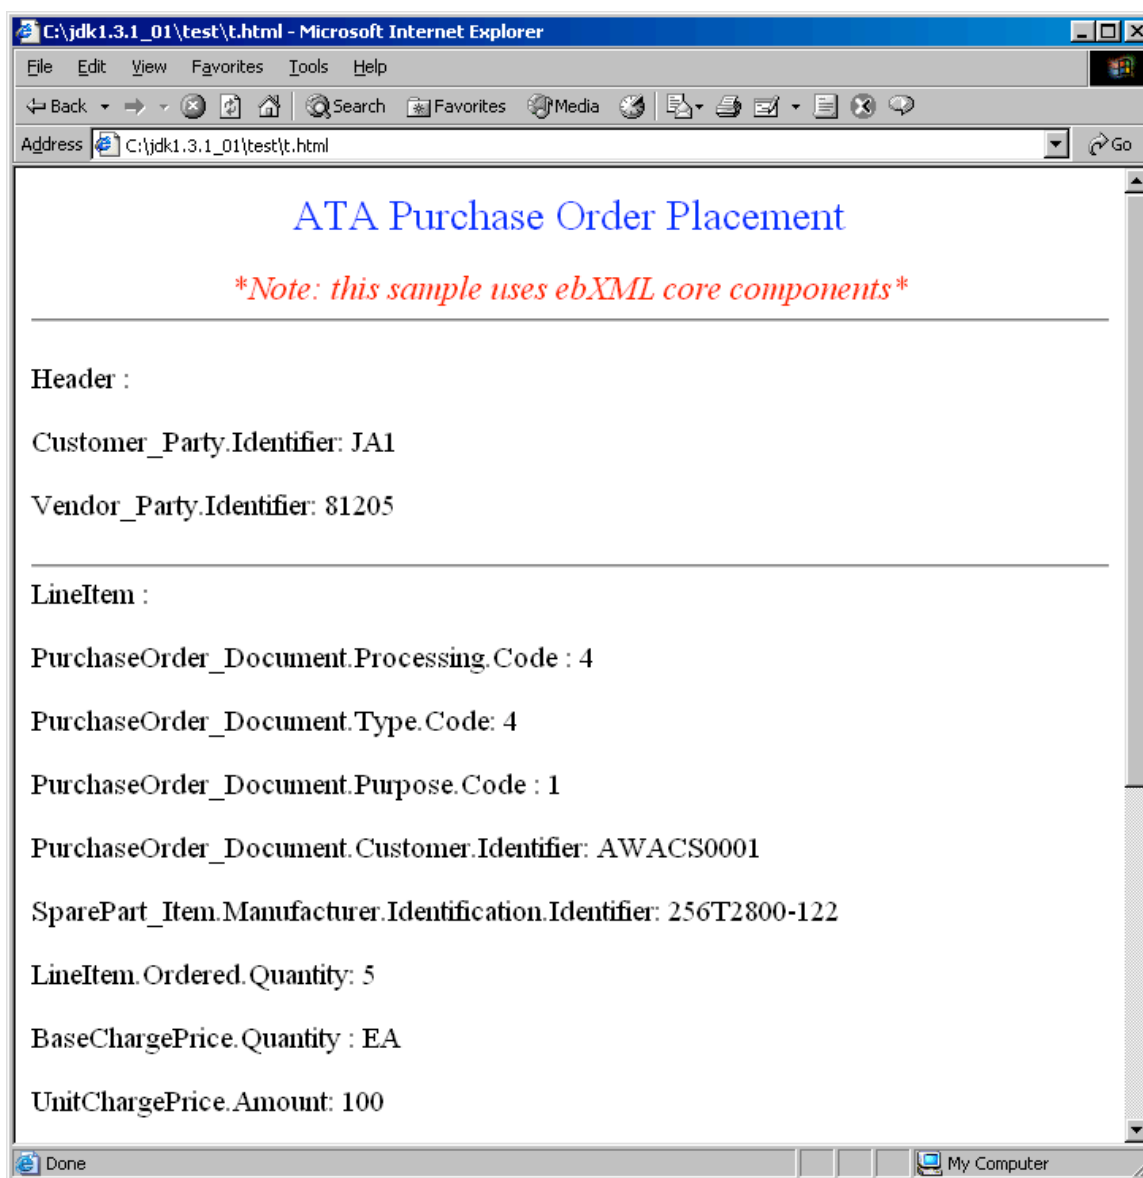 C:\jdk1.3.1_01\test\t.html - Microsoft Internet Explorer
File Edit View Favorites Tools Help
Back Search Favorites Media
Address C:\jdk1.3.1_01\test\t.html Go
ATA Purchase Order Placement
*Note: this sample uses ebXML core components*
Header :
Customer_Party.Identifier: JA1
Vendor_Party.Identifier: 81205
LineItem :
PurchaseOrder_Document.Processing.Code : 4
PurchaseOrder_Document.Type.Code: 4
PurchaseOrder_Document.Purpose.Code : 1
PurchaseOrder_Document.Customer.Identifier: AWACS0001
SparePart_Item.Manufacturer.Identification.Identifier: 256T2800-122
LineItem.Ordered.Quantity: 5
BaseChargePrice.Quantity : EA
UnitChargePrice.Amount: 100
Done My Computer